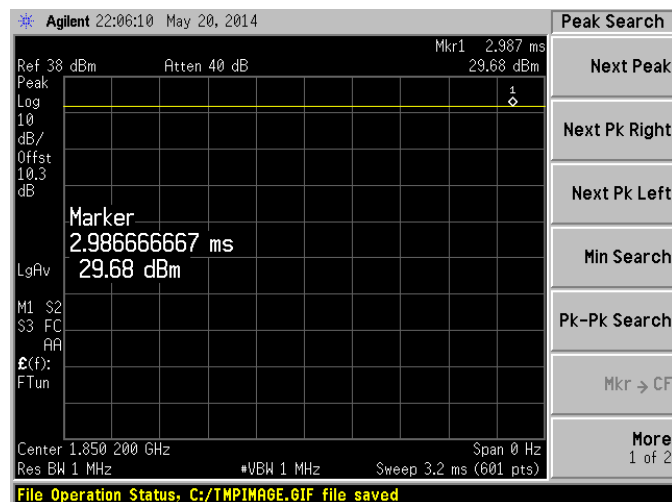 Agilent 22:06:10 May 20, 2014
Peak Search
Mkr1 2.987 ms
Ref 38 dBm Atten 40 dB 29.68 dBm
Peak
Log
10
dB/
Offst
10.3
dB
1
Marker
2.986666667 ms
29.68 dBm
LgAv
M1 S2
S3 FC
AA
£(f):
FTun
Center 1.850 200 GHz Span 0 Hz
Res BW 1 MHz #VBW 1 MHz Sweep 3.2 ms (601 pts)
File Operation Status, C:/TMPIMAGE.GIF file saved
Next Peak
Next Pk Right
Next Pk Left
Min Search
Pk-Pk Search
Mkr → CF
More
1 of 2